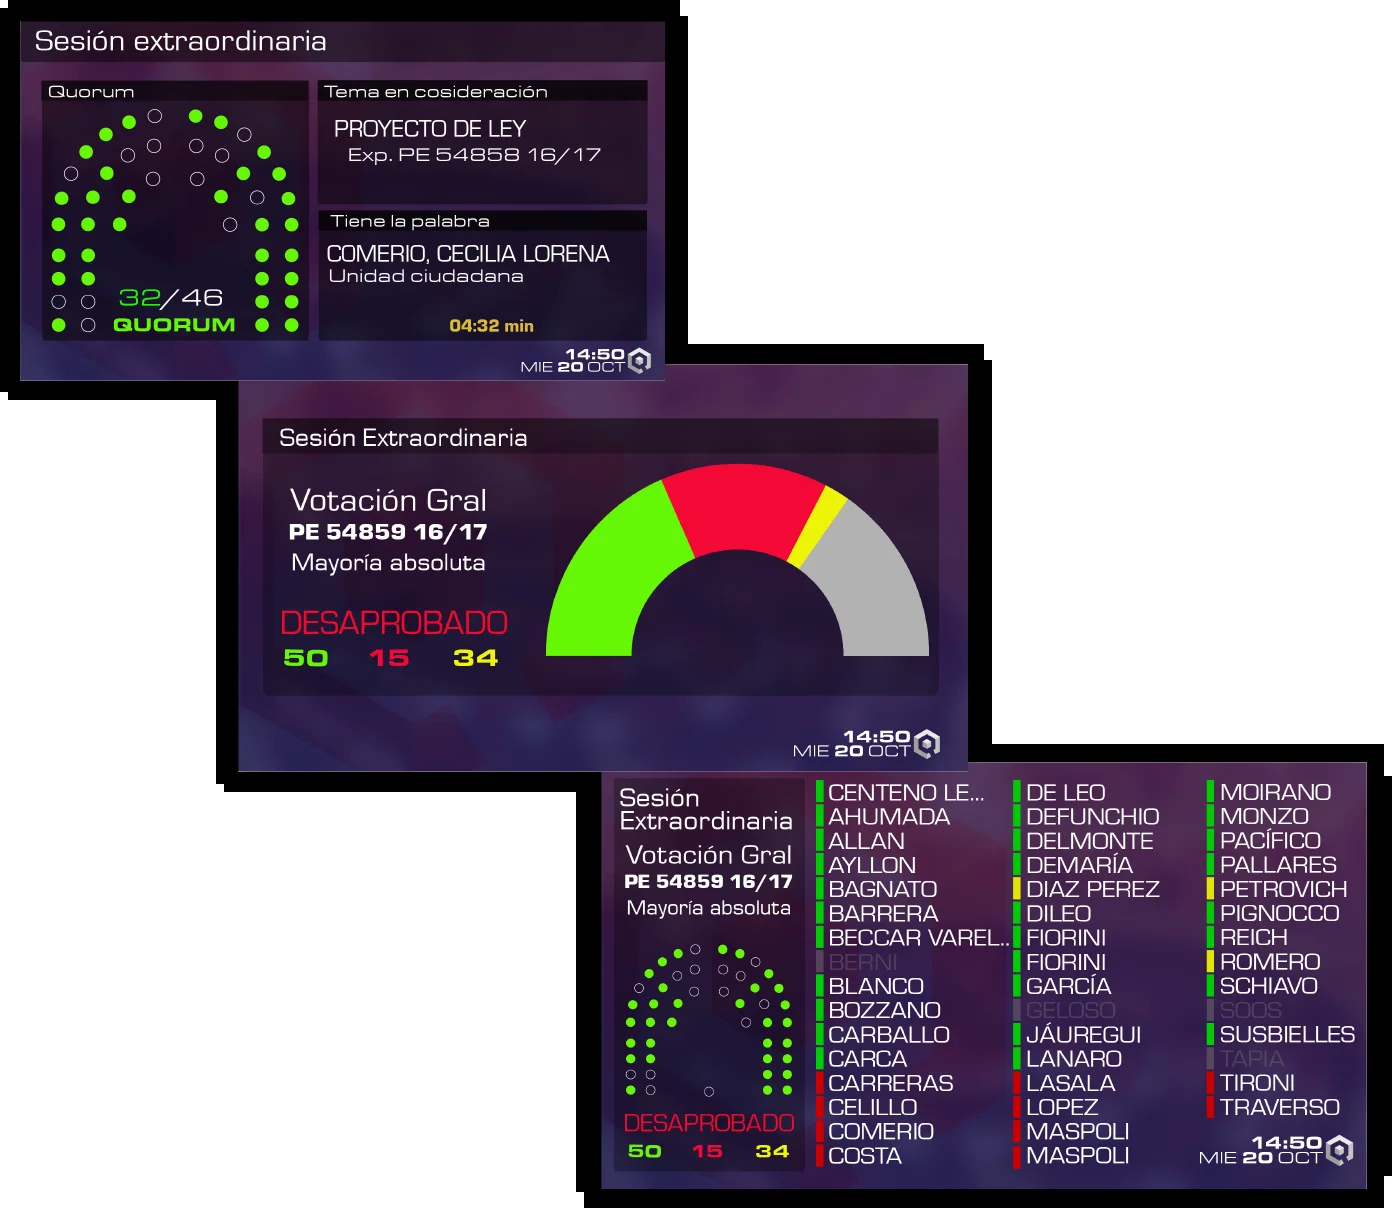 Sesión extraordinaria
Quorum
32/46
QUORUM
Tema en cosideración
PROYECTO DE LEY
Exp. PE 54858 16/17
Tiene la palabra
COMERIO, CECILIA LORENA
Unidad ciudadana
04:32 min
14:50
MIE 20 OCT
Sesión Extraordinaria
Votación Gral
PE 54859 16/17
Mayoría absoluta
DESAPROBADO
50 15 34
14:50
MIE 20 OCT
Sesión
Extraordinaria
Votación Gral
PE 54859 16/17
Mayoría absoluta
DESAPROBADO
50 15 34
CENTENO LE...
AHUMADA
ALLAN
AYLLON
BAGNATO
BARRERA
BECCAR VAREL..
BERNI
BLANCO
BOZZANO
CARBALLO
CARCA
CARRERAS
CELILLO
COMERIO
COSTA
DE LEO
DEFUNCHIO
DELMONTE
DEMARÍA
DIAZ PEREZ
DILEO
FIORINI
FIORINI
GARCÍA
GELOSO
JÁUREGUI
LANARO
LASALA
LOPEZ
MASPOLI
MASPOLI
MOIRANO
MONZO
PACÍFICO
PALLARES
PETROVICH
PIGNOCCO
REICH
ROMERO
SCHIAVO
SOOS
SUSBIELLES
TAPIA
TIRONI
TRAVERSO
14:50
MIE 20 OCT